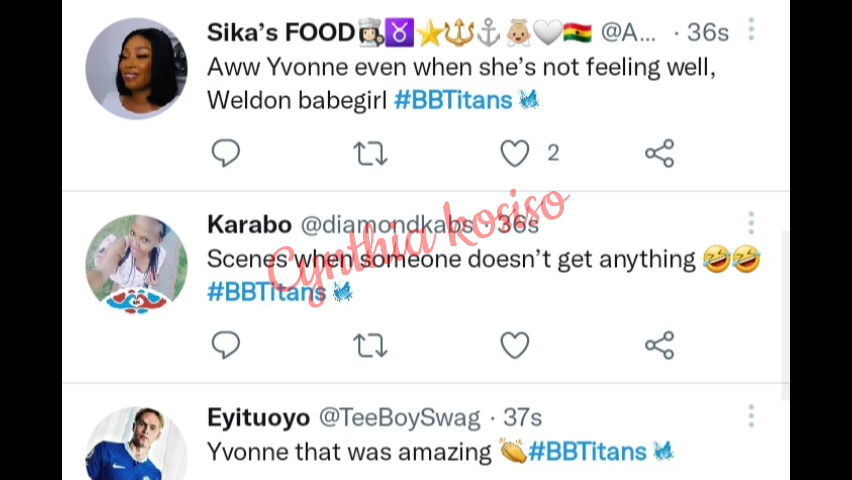 Sika's FOOD👩🏻‍🍳♉⭐🔱⚓👼🏼🤍🇬🇭 @A... · 36s
Aww Yvonne even when she's not feeling well,
Weldon babegirl #BBTitans
2
Karabo @diamondkabs · 36s
Cynthia kosiso
Scenes when someone doesn't get anything 🤣🤣
#BBTitans
Eyituoyo @TeeBoySwag · 37s
Yvonne that was amazing 👏#BBTitans